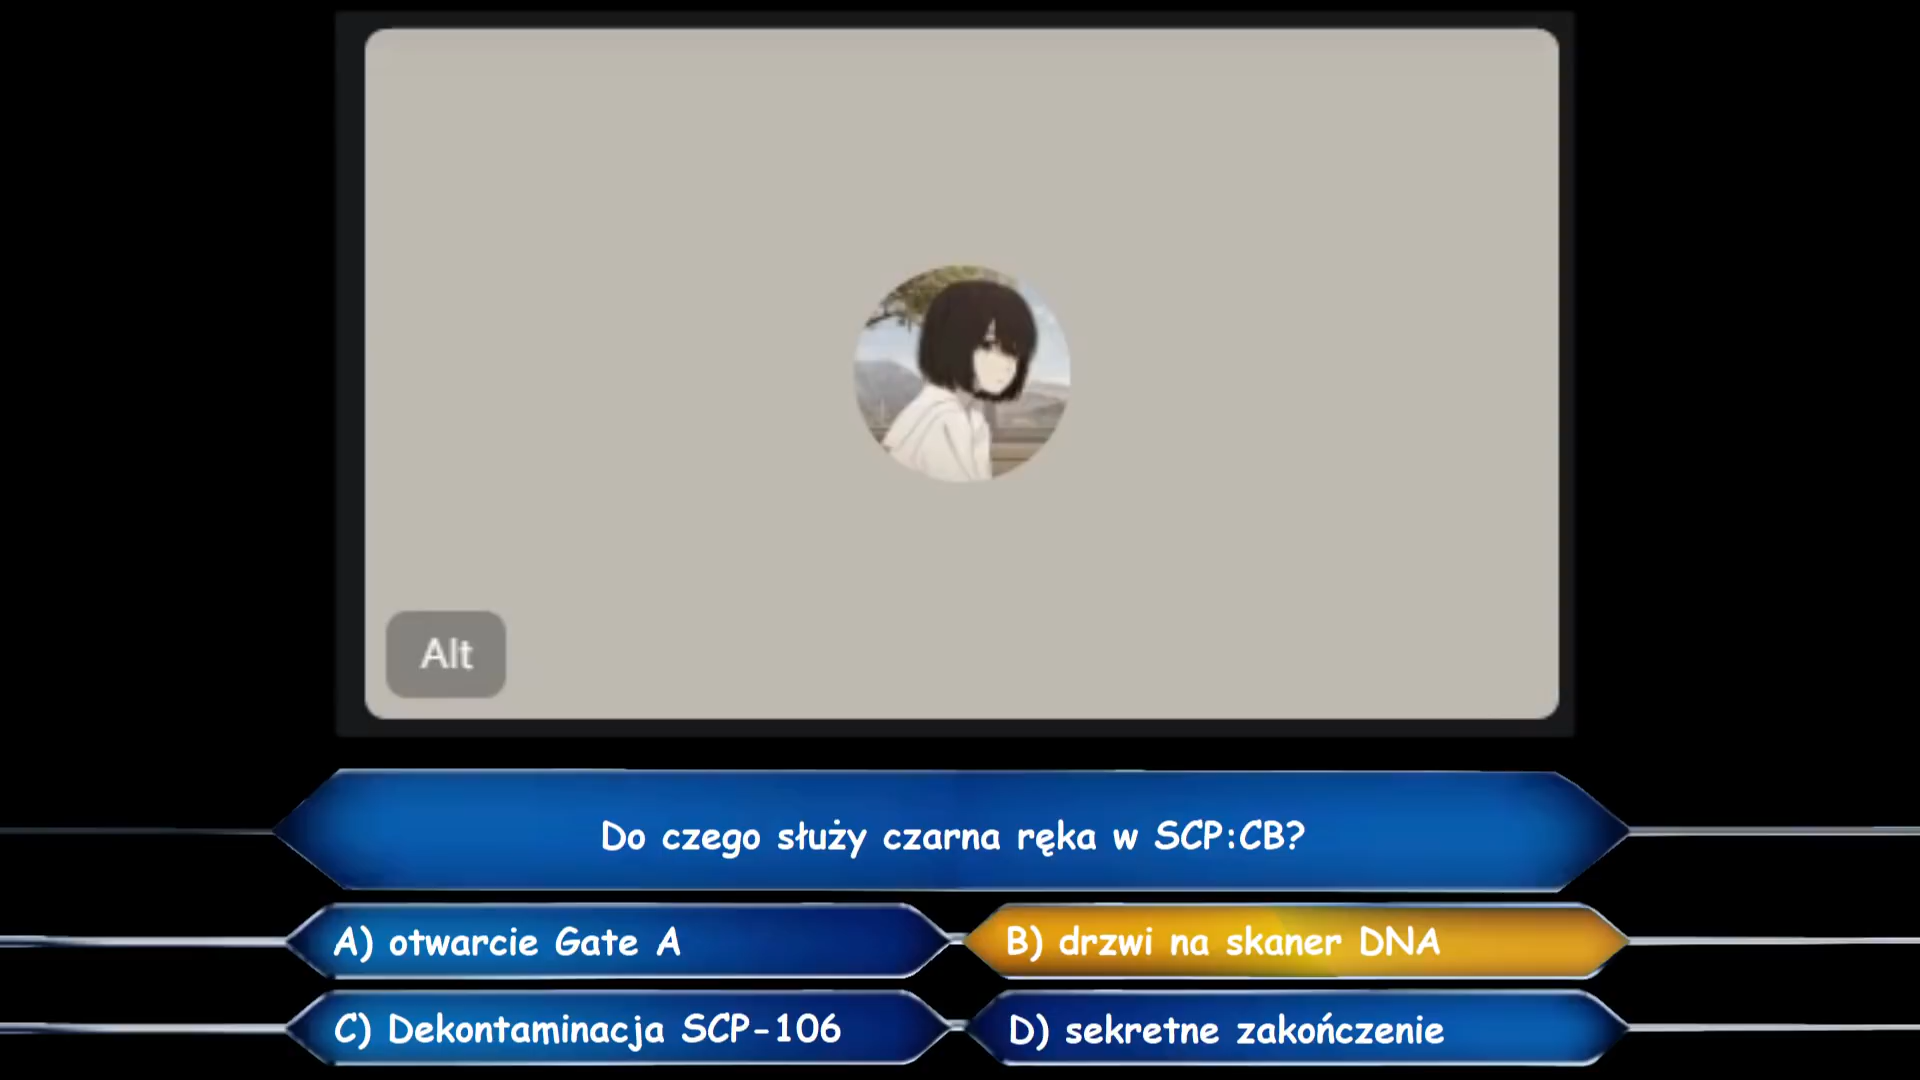 Alt
Do czego służy czarna ręka w SCP:CB?
A) otwarcie Gate A
B) drzwi na skaner DNA
C) Dekontaminacja SCP-106
D) sekretne zakończenie